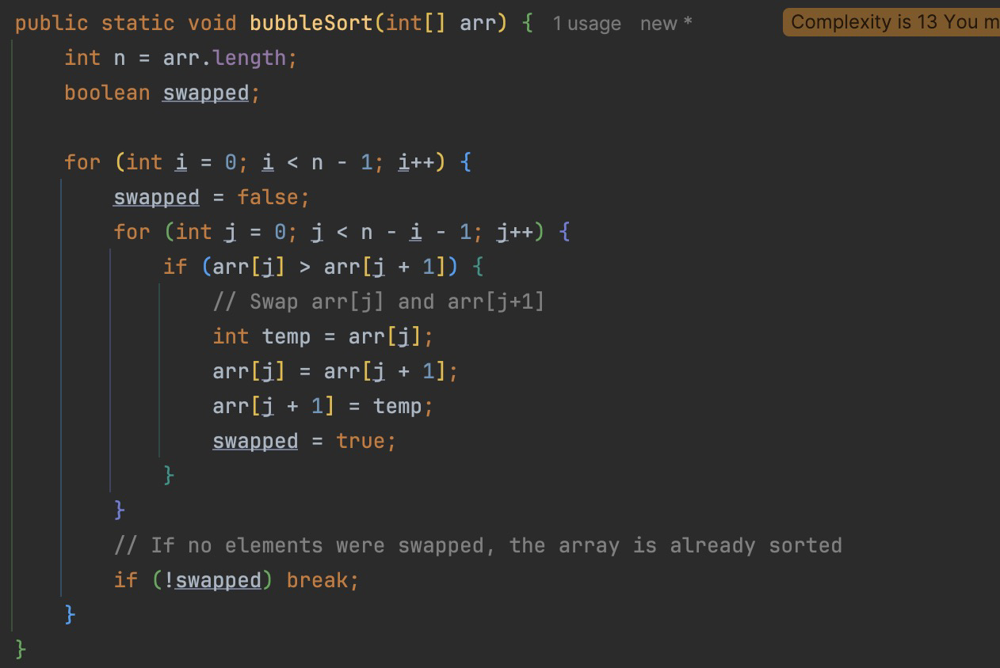 public static void bubbleSort(int[] arr) { 1 usage new * Complexity is 13 You m
    int n = arr.length;
    boolean swapped;

    for (int i = 0; i < n - 1; i++) {
        swapped = false;
        for (int j = 0; j < n - i - 1; j++) {
            if (arr[j] > arr[j + 1]) {
                // Swap arr[j] and arr[j+1]
                int temp = arr[j];
                arr[j] = arr[j + 1];
                arr[j + 1] = temp;
                swapped = true;
            }
        }
        // If no elements were swapped, the array is already sorted
        if (!swapped) break;
    }
}